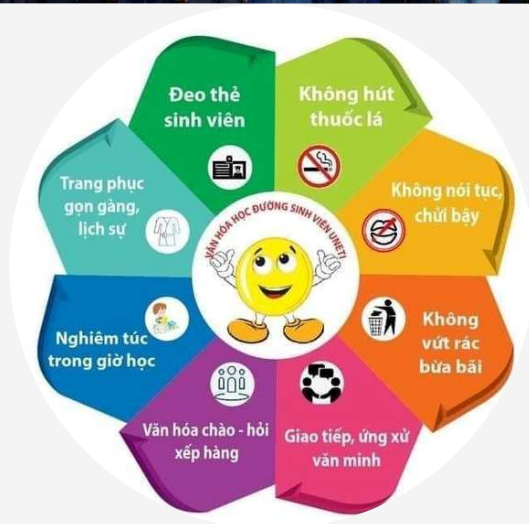 Đeo thẻ
sinh viên
Không hút
thuốc lá
Không nói tục,
chửi bậy
Không
vứt rác
bừa bãi
Giao tiếp, ứng xử
văn minh
Văn hóa chào - hỏi
xếp hàng
Nghiêm túc
trong giờ học
Trang phục
gọn gàng,
lịch sự
VĂN HÓA HỌC ĐƯỜNG SINH VIÊN UNETI